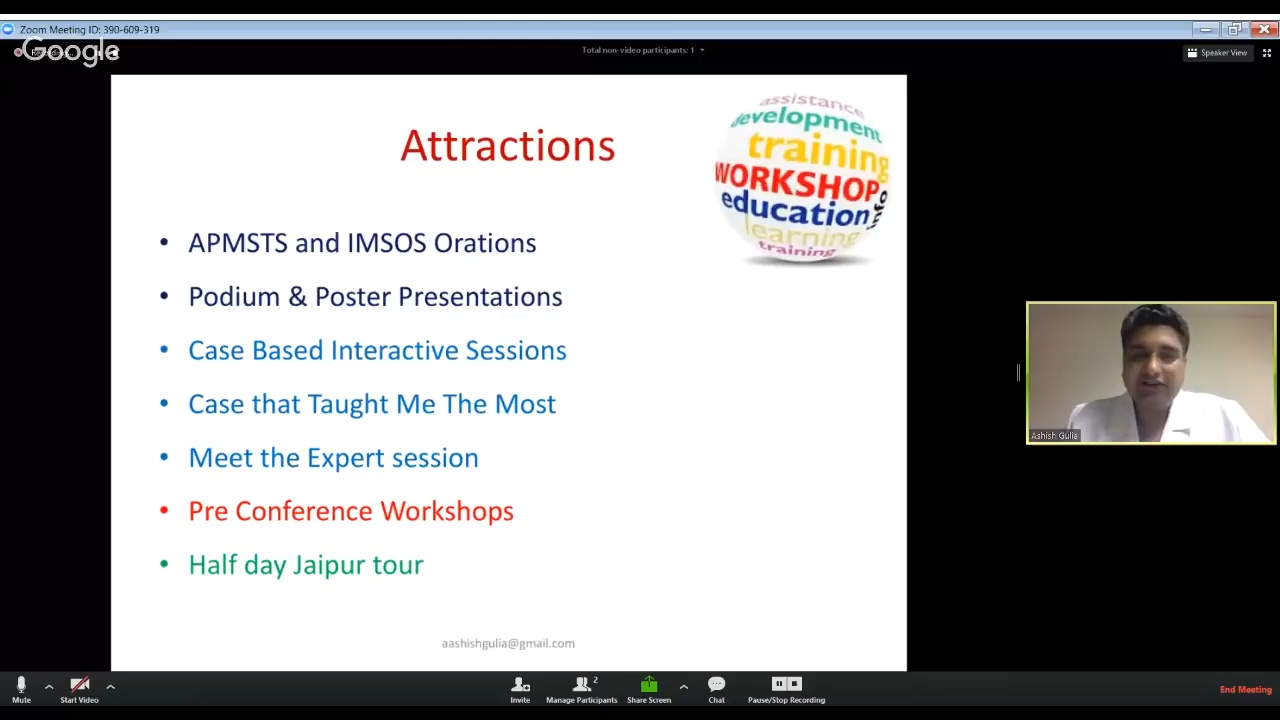 Zoom Meeting ID: 390-609-319
Google
Total non-video participants: 1
Speaker View
Attractions
assistance
development
training
WORKSHOP
info
education
learning
training
• APMSTS and IMSOS Orations
• Podium & Poster Presentations
• Case Based Interactive Sessions
• Case that Taught Me The Most
• Meet the Expert session
• Pre Conference Workshops
• Half day Jaipur tour
Ashish Gulia
aashishgulia@gmail.com
Mute
Start Video
Invite
2
Manage Participants
Share Screen
Chat
Pause/Stop Recording
End Meeting